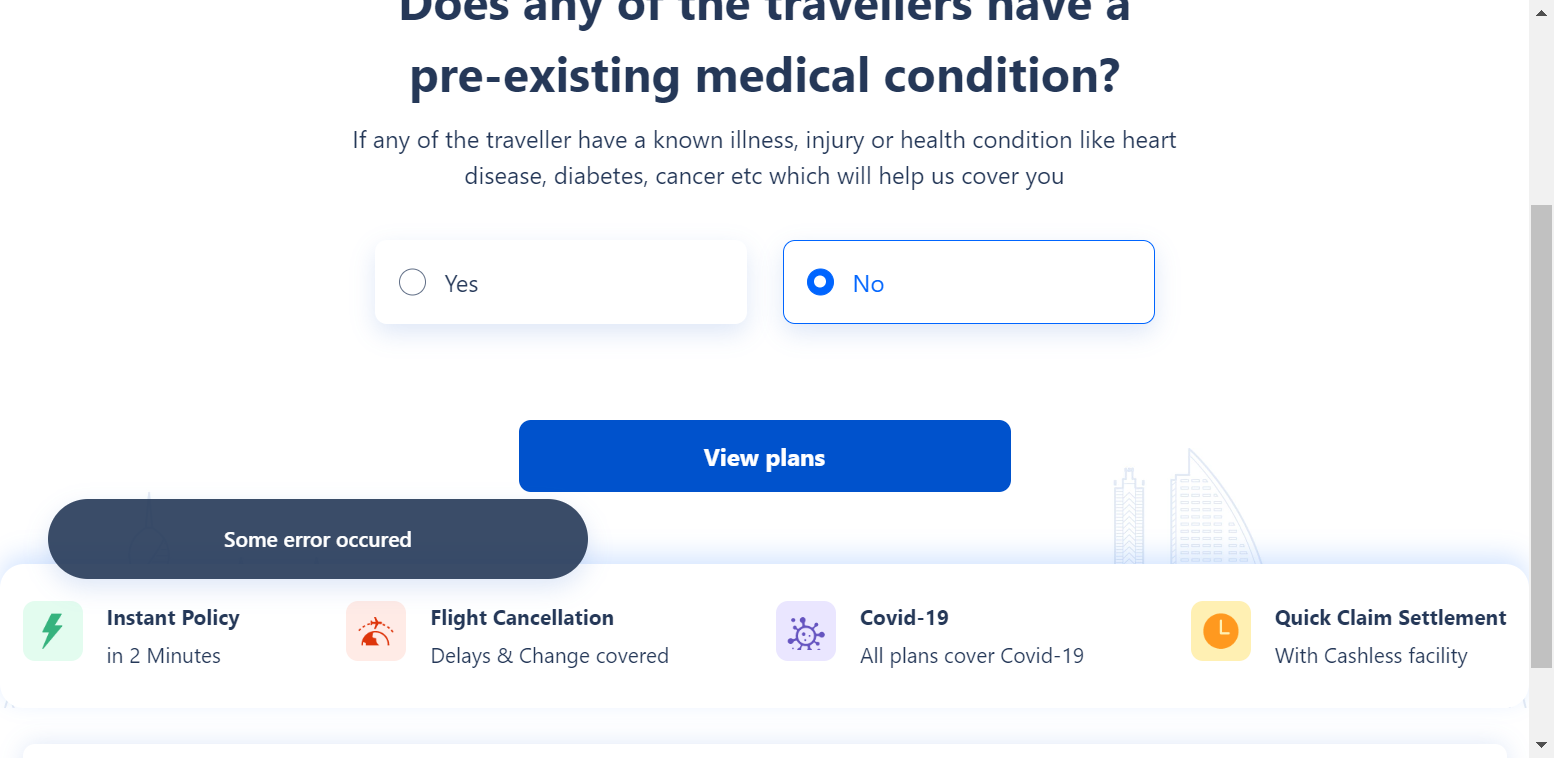 Does any of the travellers have a
pre-existing medical condition?
If any of the traveller have a known illness, injury or health condition like heart
disease, diabetes, cancer etc which will help us cover you
Yes
No
View plans
Some error occured
Instant Policy
in 2 Minutes
Flight Cancellation
Delays & Change covered
Covid-19
All plans cover Covid-19
Quick Claim Settlement
With Cashless facility